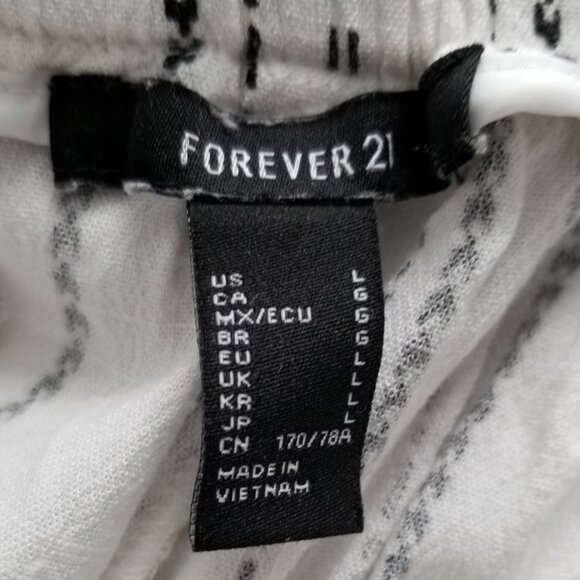 FOREVER 21
US L
CA G
MX/ECU G
BR G
EU L
UK L
KR L
JP L
CN 170/78A
MADE IN
VIETNAM